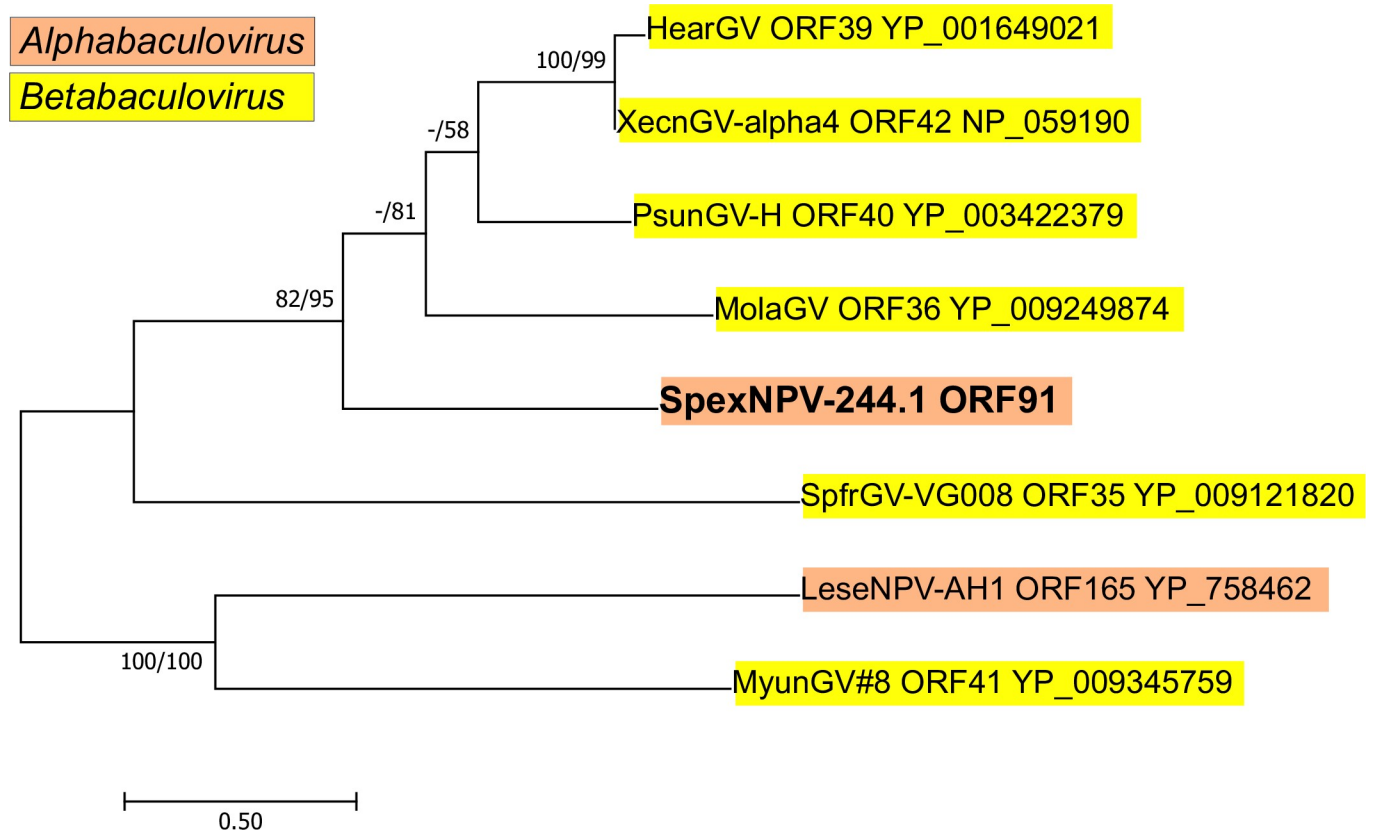 Alphabaculovirus
Betabaculovirus
HearGV ORF39 YP_001649021
100/99
XecnGV-alpha4 ORF42 NP_059190
-/58
PsunGV-H ORF40 YP_003422379
-/81
82/95
MolaGV ORF36 YP_009249874
SpexNPV-244.1 ORF91
SpfrGV-VG008 ORF35 YP_009121820
LeseNPV-AH1 ORF165 YP_758462
100/100
MyunGV#8 ORF41 YP_009345759
0.50